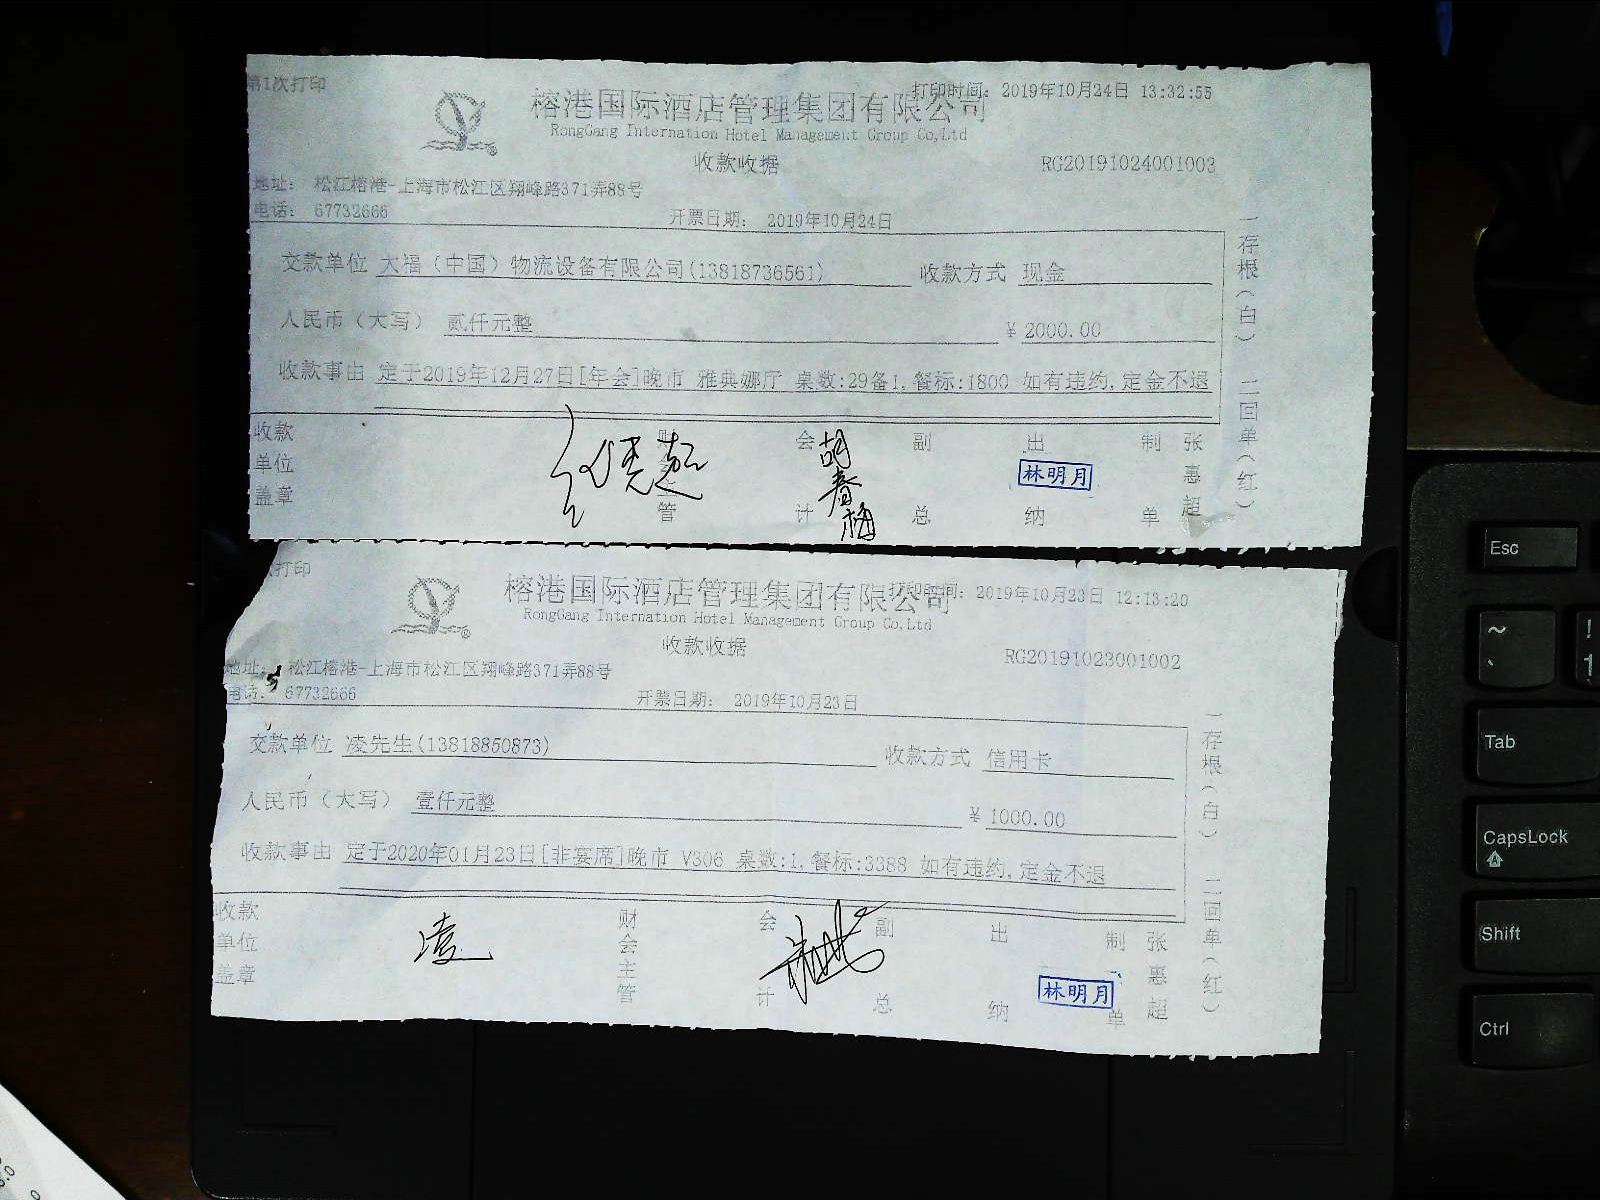 第1次打印
打印时间: 2019年10月24日 13:32:55
榕港国际酒店管理集团有限公司
RongGang Internation Hotel Management Group Co,Ltd
收款收据
RG20191024001003
地址: 松江榕港-上海市松江区翔峰路371弄88号
电话: 67732666
开票日期: 2019年10月24日
交款单位 大福（中国）物流设备有限公司(13818736561) 收款方式 现金
人民币（大写） 贰仟元整 ¥ 2000.00
收款事由 定于2019年12月27日[年会]晚市 雅典娜厅 桌数:29备1,餐标:1800 如有违约,定金不退
一存根（白） 二回单（红）
收款单位盖章 财会主管 会计 胡春梅 副总 出纳 林明月 制单 张惠超
打印
打印时间: 2019年10月23日 12:13:20
榕港国际酒店管理集团有限公司
RongGang Internation Hotel Management Group Co,Ltd
收款收据
RG20191023001002
地址: 松江榕港-上海市松江区翔峰路371弄88号
电话: 67732666
开票日期: 2019年10月23日
交款单位 凌先生(13818850873) 收款方式 信用卡
人民币（大写） 壹仟元整 ¥ 1000.00
收款事由 定于2020年01月23日[非宴席]晚市 V306 桌数:1,餐标:3388 如有违约,定金不退
一存根（白） 二回单（红）
收款单位盖章 凌 财会主管 会计 副总 出纳 林明月 制单 张惠超
Esc
~
`
!
1
Tab
CapsLock
Shift
Ctrl